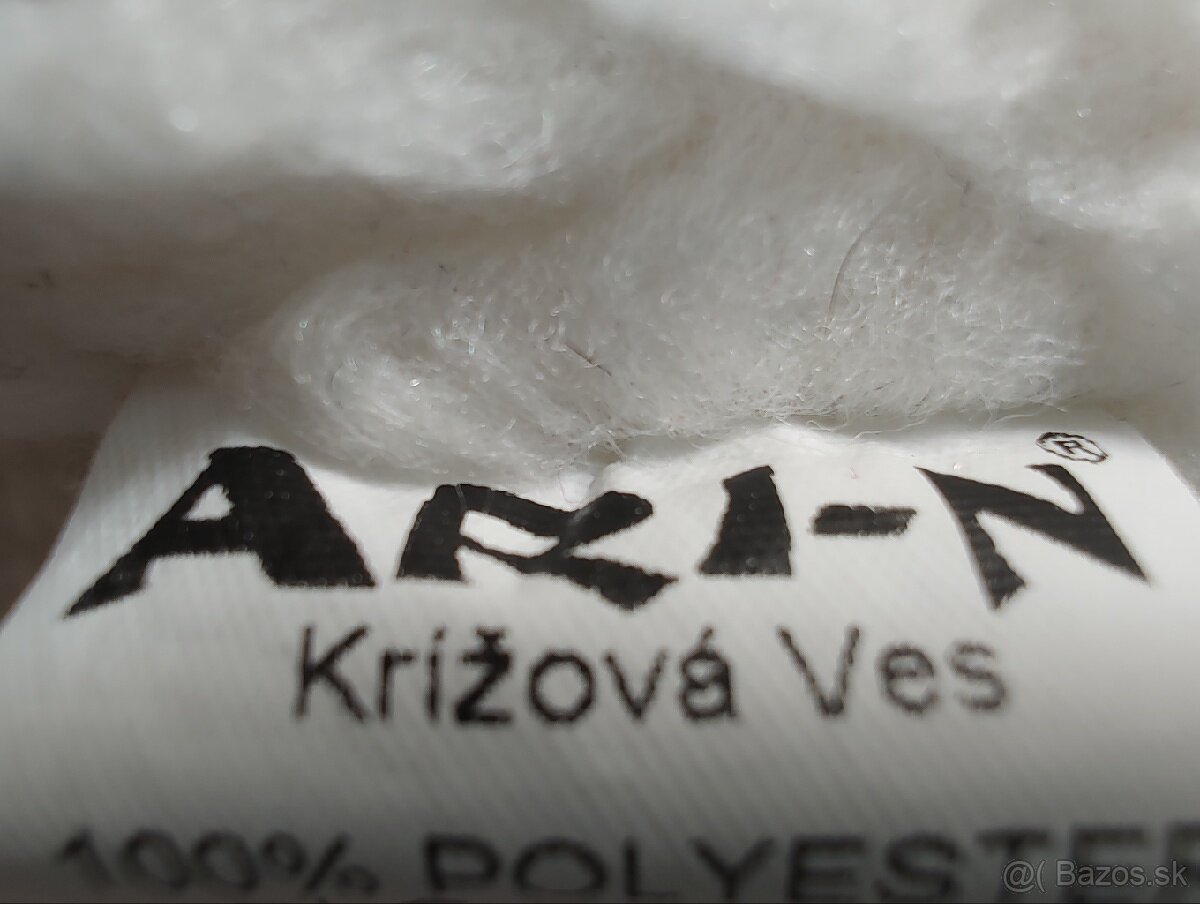 ARI-N®
Krížová Ves
100% POLYESTER
@( Bazos.sk